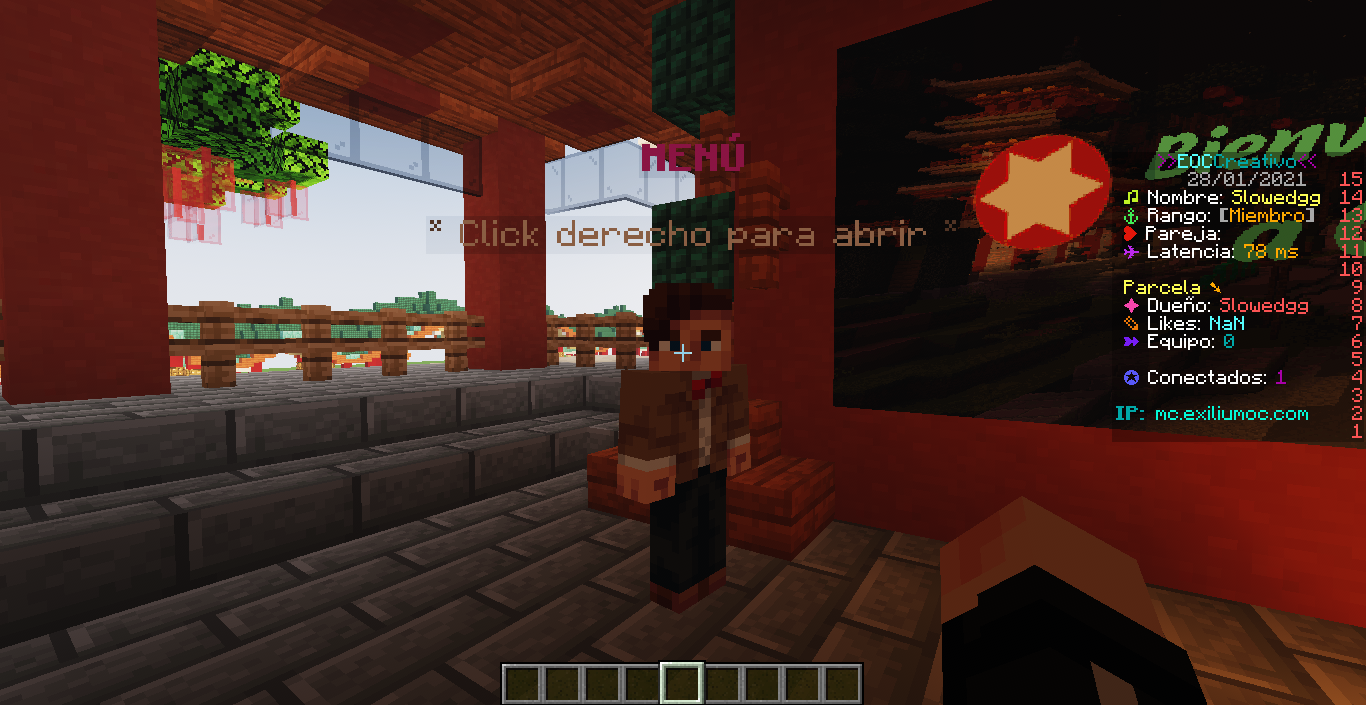 MENÚ
* Click derecho para abrir *
bienv
a
>>EOCCreativo<<
28/01/2021 15
Nombre: Slowedgg 14
Rango: [Miembro] 13
Pareja: 12
Latencia: 78 ms 11
10
Parcela 9
Dueño: Slowedgg 8
Likes: NaN 7
Equipo: 0 6
5
Conectados: 1 4
3
IP: mc.exiliumoc.com 2
1